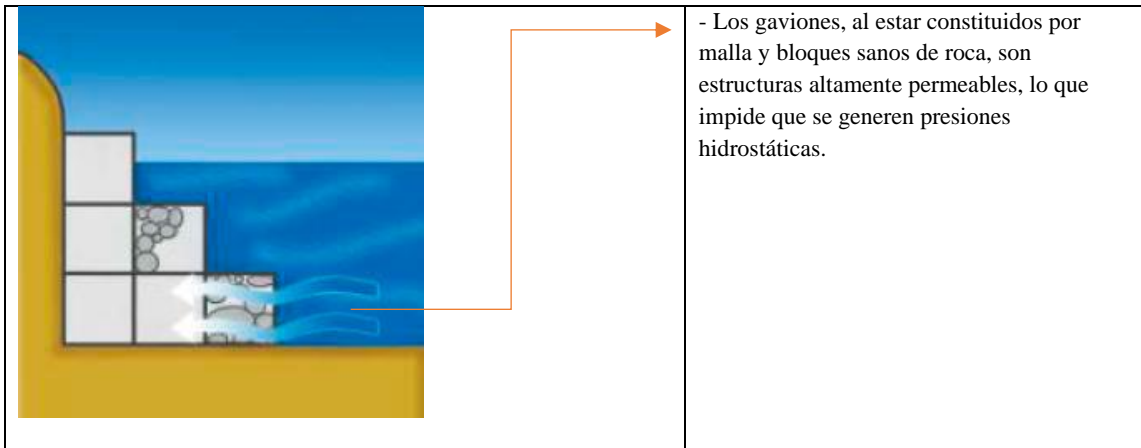 - Los gaviones, al estar constituidos por
malla y bloques sanos de roca, son
estructuras altamente permeables, lo que
impide que se generen presiones
hidrostáticas.